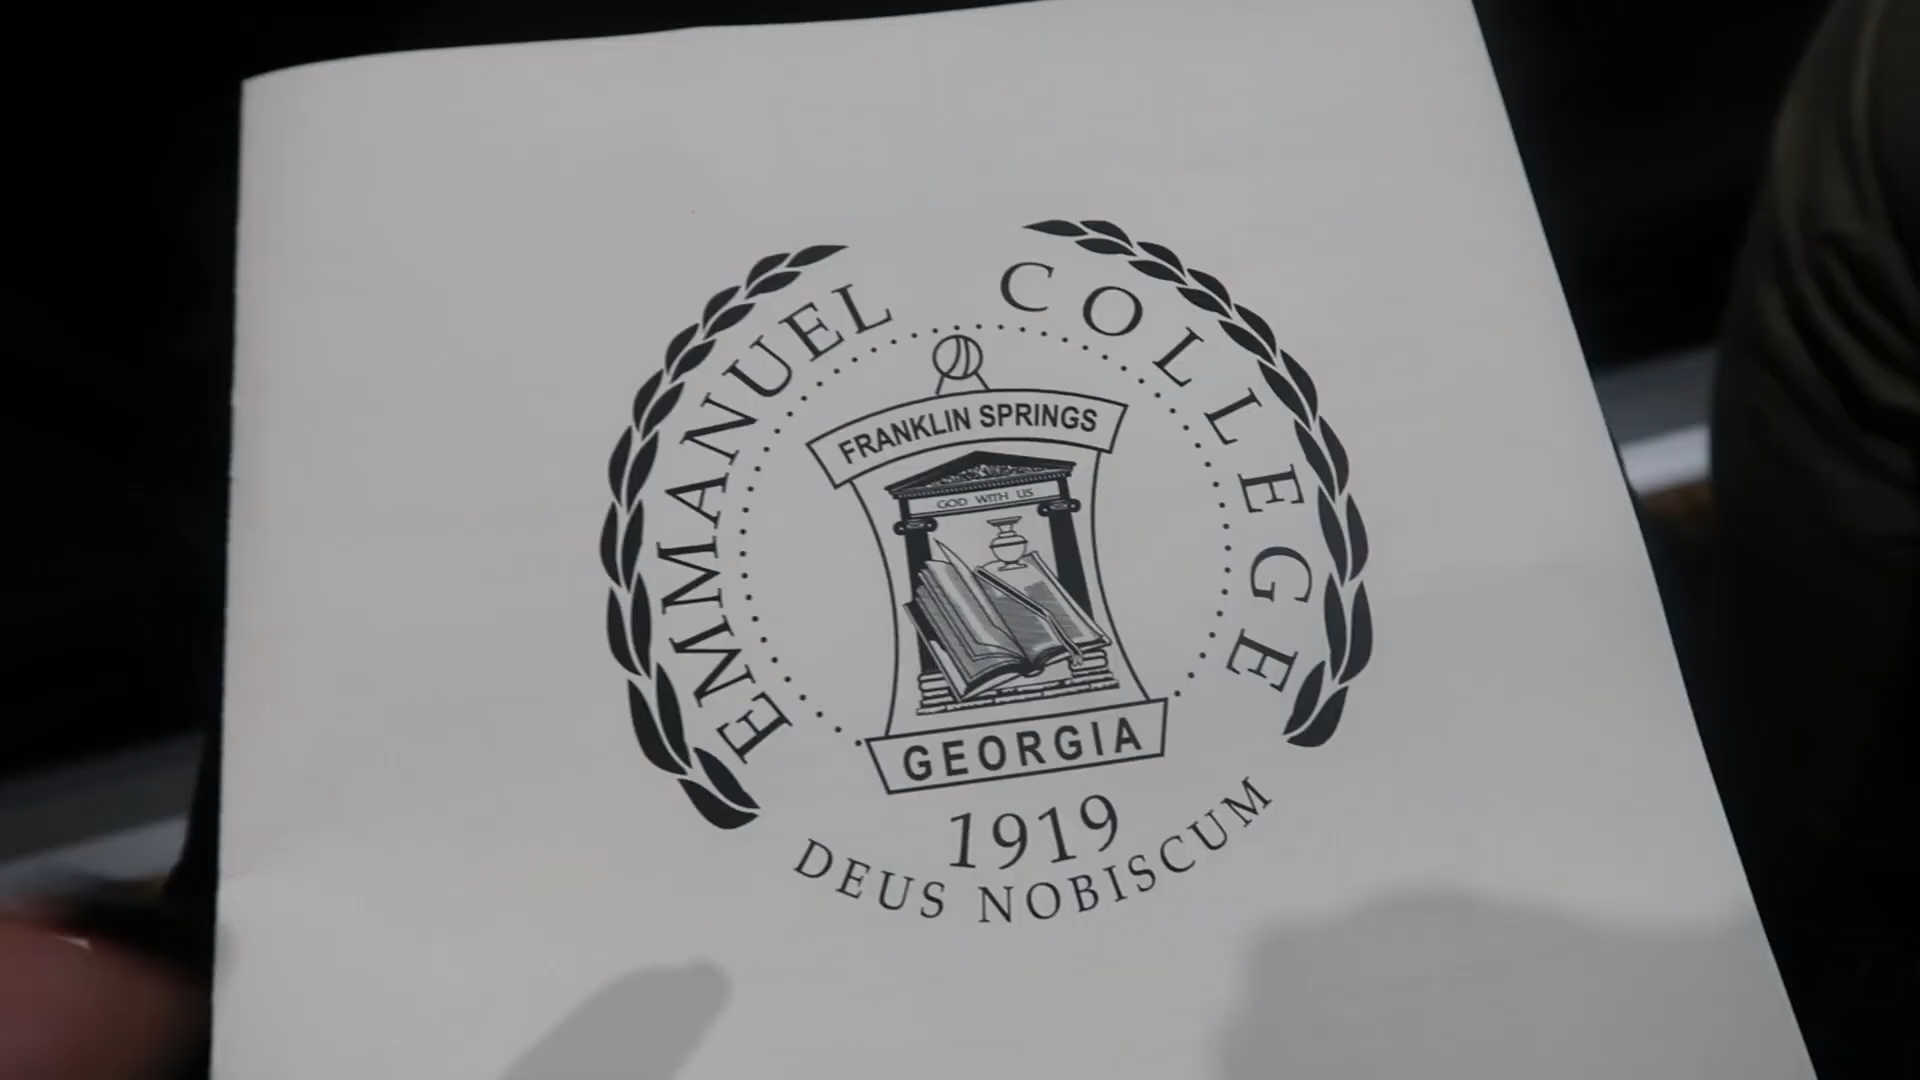 EMMANUEL COLLEGE
FRANKLIN SPRINGS
GOD WITH US
GEORGIA
1919
DEUS NOBISCUM